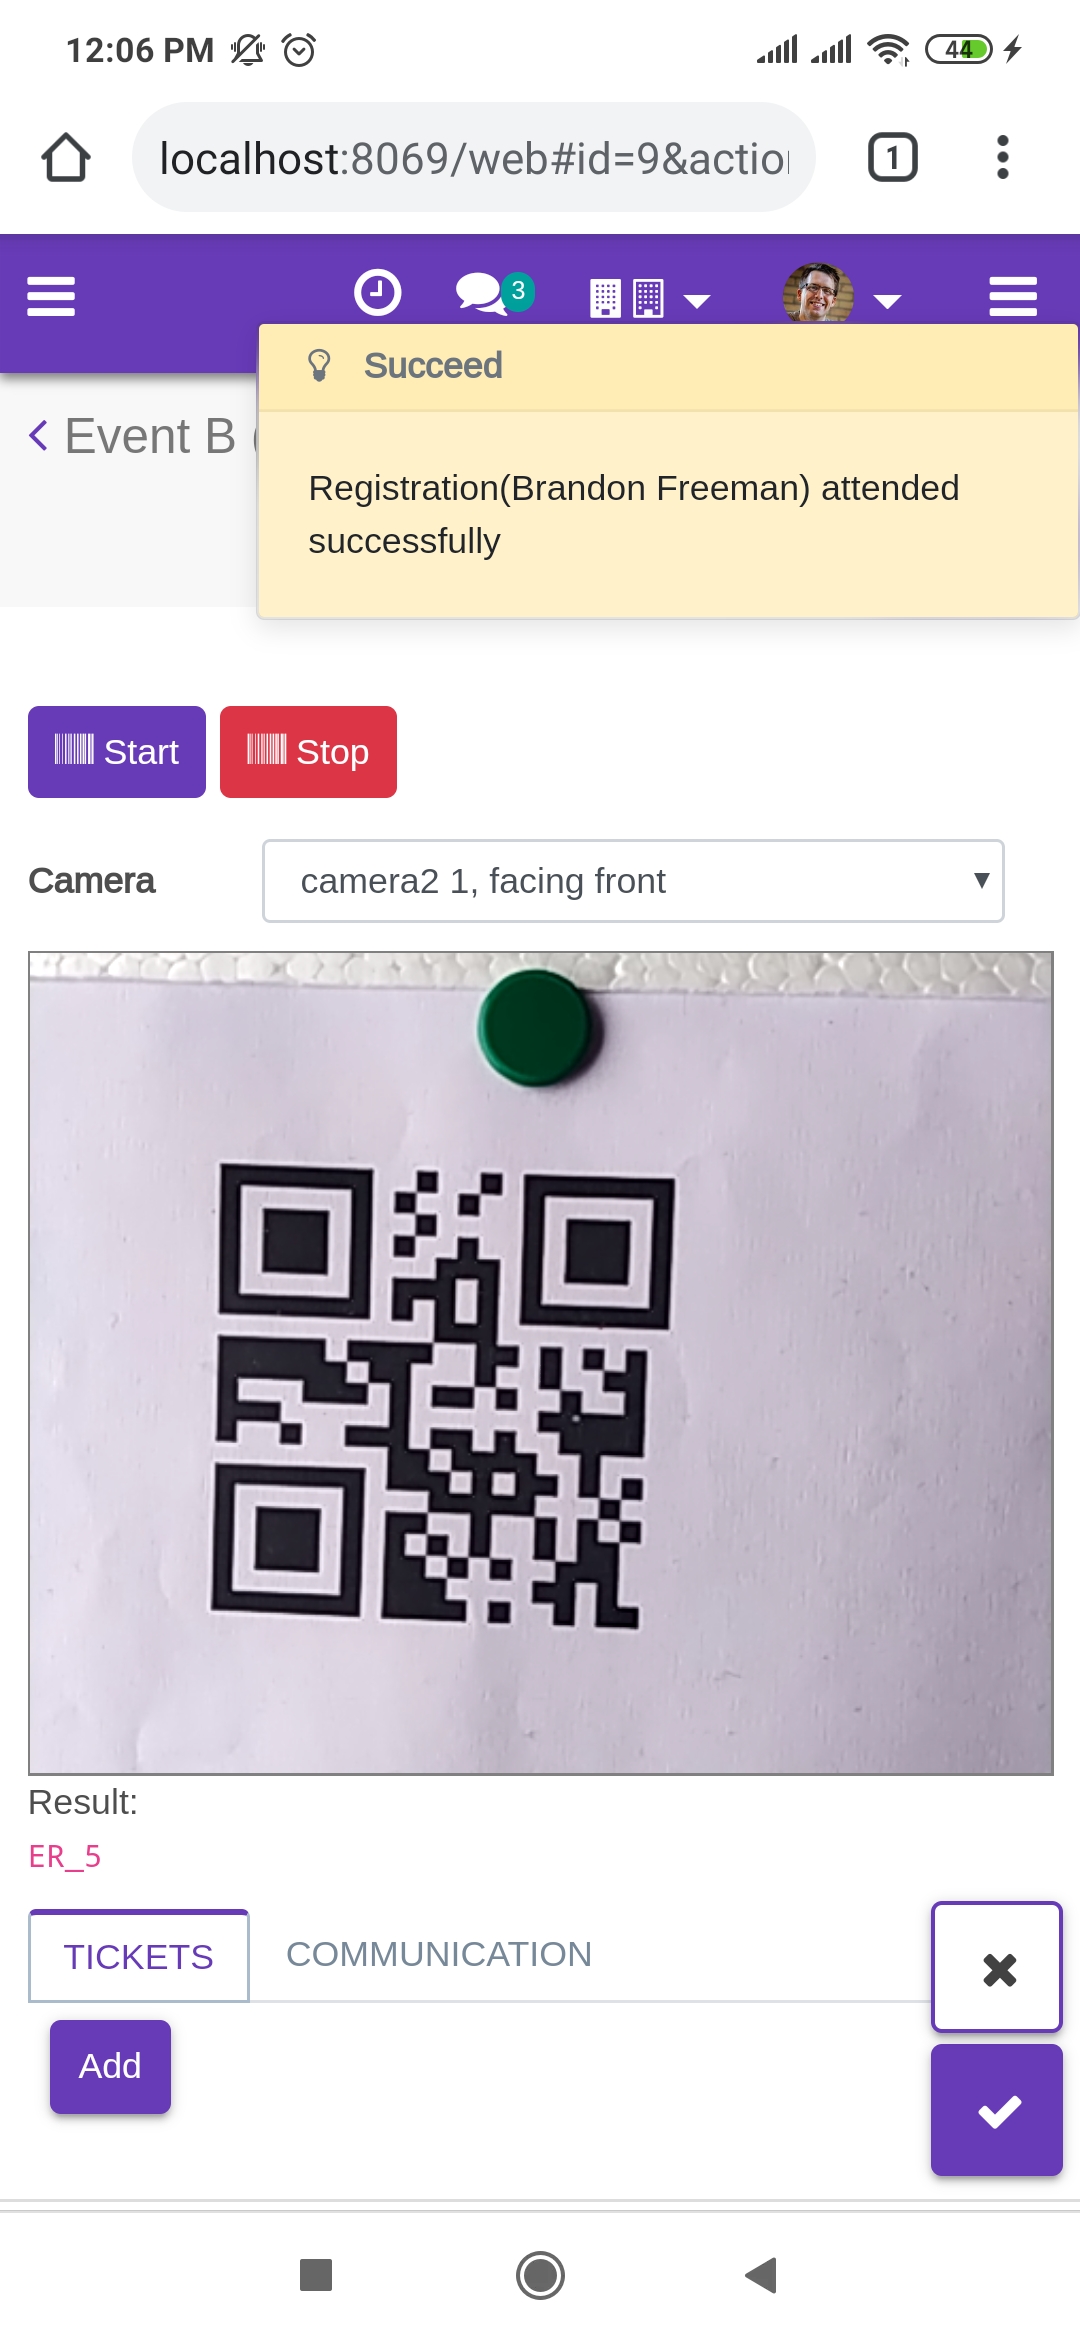 12:06 PM
44
localhost:8069/web#id=9&actio
1
3
Succeed
Event B
Registration(Brandon Freeman) attended
successfully
Start
Stop
Camera
camera2 1, facing front
Result:
ER_5
TICKETS
COMMUNICATION
Add